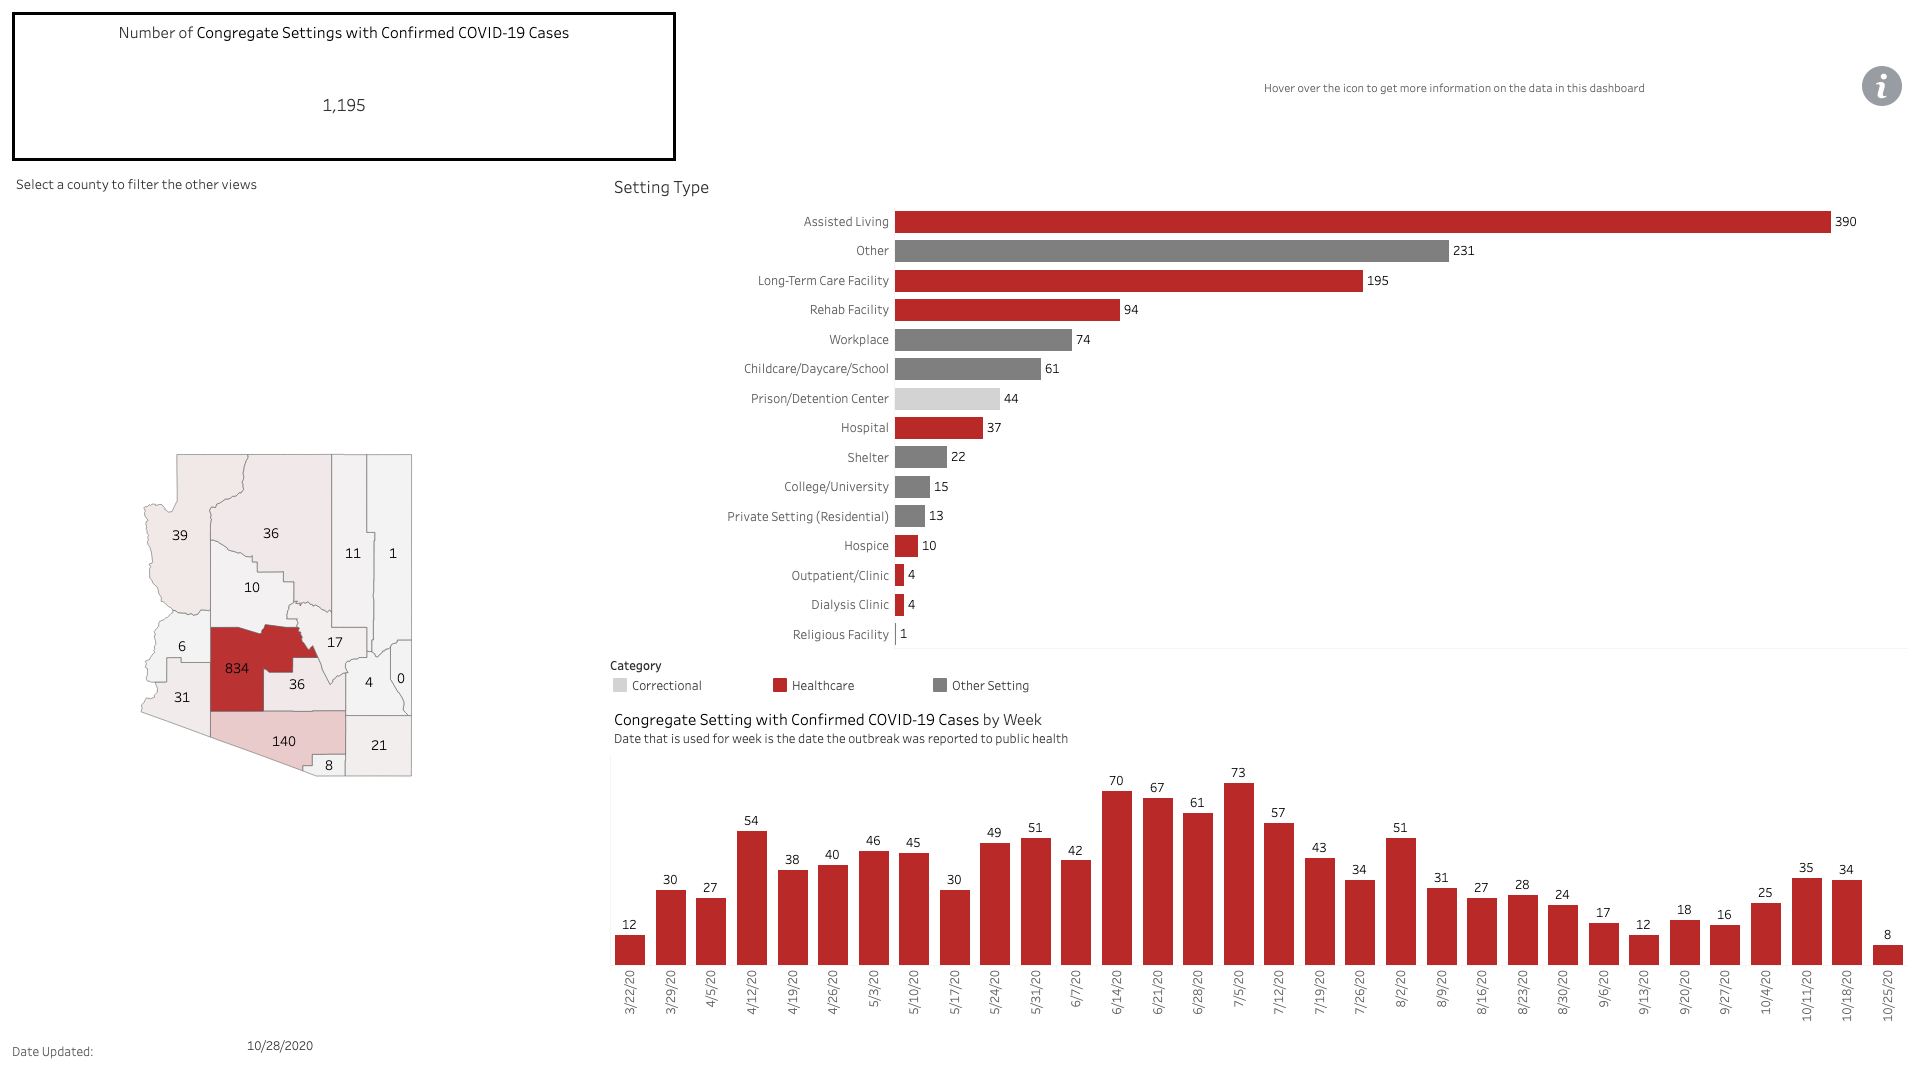 Number of Congregate Settings with Confirmed COVID-19 Cases
1,195
Hover over the icon to get more information on the data in this dashboard
i
Select a county to filter the other views
39
36
11
1
10
6
17
834
36
4
0
31
140
21
8
Setting Type
Assisted Living 390
Other 231
Long-Term Care Facility 195
Rehab Facility 94
Workplace 74
Childcare/Daycare/School 61
Prison/Detention Center 44
Hospital 37
Shelter 22
College/University 15
Private Setting (Residential) 13
Hospice 10
Outpatient/Clinic 4
Dialysis Clinic 4
Religious Facility 1
Category
Correctional Healthcare Other Setting
Congregate Setting with Confirmed COVID-19 Cases by Week
Date that is used for week is the date the outbreak was reported to public health
12 30 27 54 38 40 46 45 30 49 51 42 70 67 61 73 57 43 34 51 31 27 28 24 17 12 18 16 25 35 34 8
3/22/20 3/29/20 4/5/20 4/12/20 4/19/20 4/26/20 5/3/20 5/10/20 5/17/20 5/24/20 5/31/20 6/7/20 6/14/20 6/21/20 6/28/20 7/5/20 7/12/20 7/19/20 7/26/20 8/2/20 8/9/20 8/16/20 8/23/20 8/30/20 9/6/20 9/13/20 9/20/20 9/27/20 10/4/20 10/11/20 10/18/20 10/25/20
Date Updated: 10/28/2020